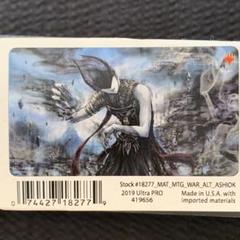 Stock #18277_MAT_MTG_WAR_ALT_ASHIOK
2019 Ultra PRO
Made in U.S.A. with
419656
imported materials
0 74427 18277 9